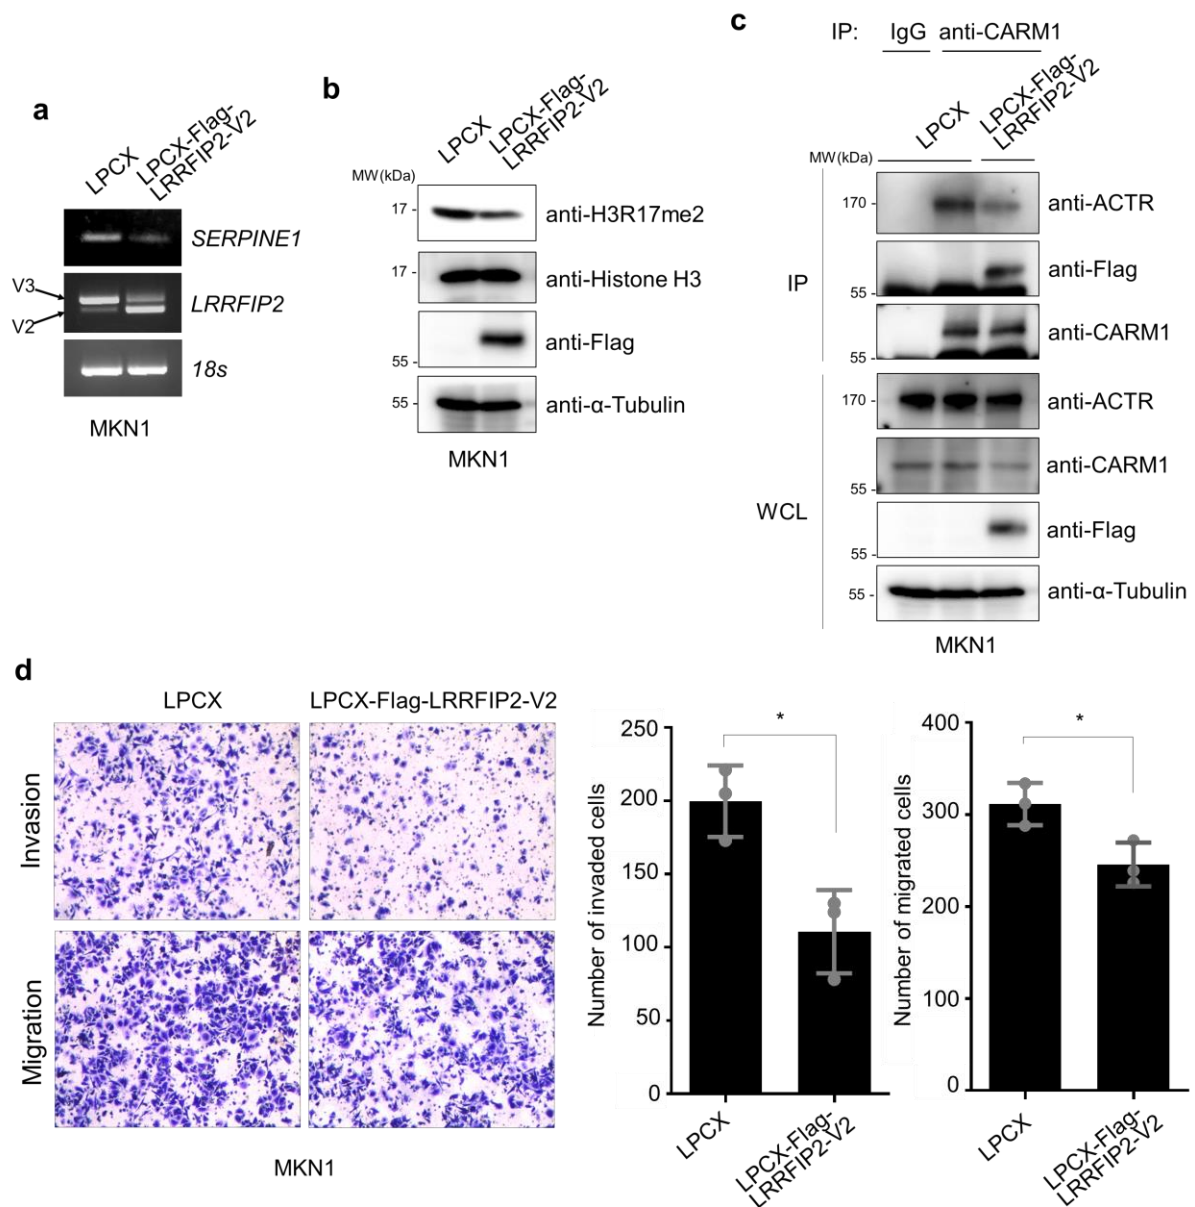 a
LPCX
LPCX-Flag-
LRRFIP2-V2
SERPINE1
V3
LRRFIP2
V2
18s
MKN1
b
LPCX
LPCX-Flag-
LRRFIP2-V2
MW(kDa)
17 -
anti-H3R17me2
17 -
anti-Histone H3
anti-Flag
55 -
55 -
anti-α-Tubulin
MKN1
c
IP: IgG anti-CARM1
LPCX
LPCX-Flag-
LRRFIP2-V2
MW(kDa)
IP
170 -
anti-ACTR
anti-Flag
55 -
anti-CARM1
55 -
WCL
170 -
anti-ACTR
anti-CARM1
55 -
anti-Flag
55 -
55 -
anti-α-Tubulin
MKN1
d
LPCX LPCX-Flag-LRRFIP2-V2
Invasion
Migration
MKN1
Number of invaded cells
250
200
150
100
50
0
*
LPCX
LPCX-Flag-
LRRFIP2-V2
Number of migrated cells
400
300
200
100
0
*
LPCX
LPCX-Flag-
LRRFIP2-V2